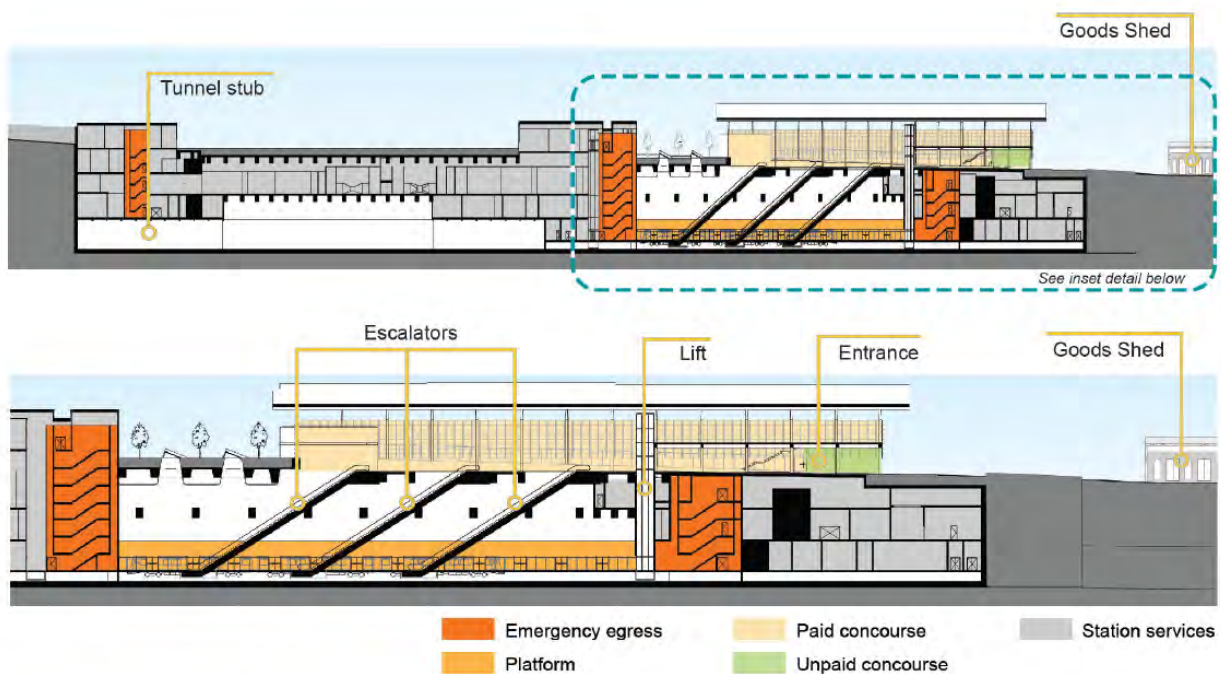 Goods Shed
Tunnel stub
See inset detail below
Escalators
Lift
Entrance
Goods Shed
Emergency egress
Paid concourse
Station services
Platform
Unpaid concourse